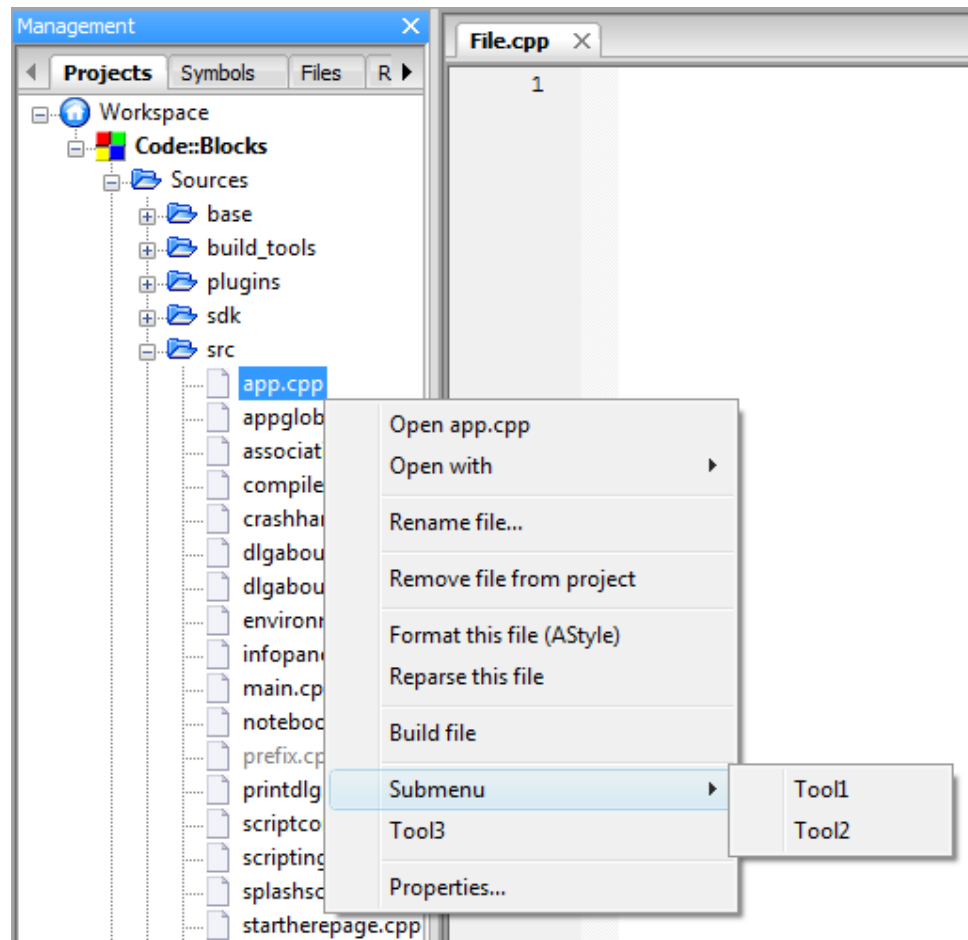 Management
Projects Symbols Files R
Workspace
Code::Blocks
Sources
base
build_tools
plugins
sdk
src
app.cpp
appglob
associat
compile
crashhar
dlgabou
dlgabou
environr
infopan
main.cp
noteboo
prefix.cp
printdlg
scriptco
scripting
splashsc
startherepage.cpp
File.cpp
1
Open app.cpp
Open with
Rename file...
Remove file from project
Format this file (AStyle)
Reparse this file
Build file
Submenu
Tool3
Properties...
Tool1
Tool2